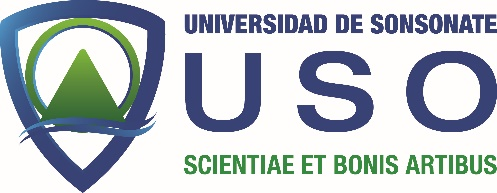 UNIVERSIDAD DE SONSONATE
USO
SCIENTIAE ET BONIS ARTIBUS